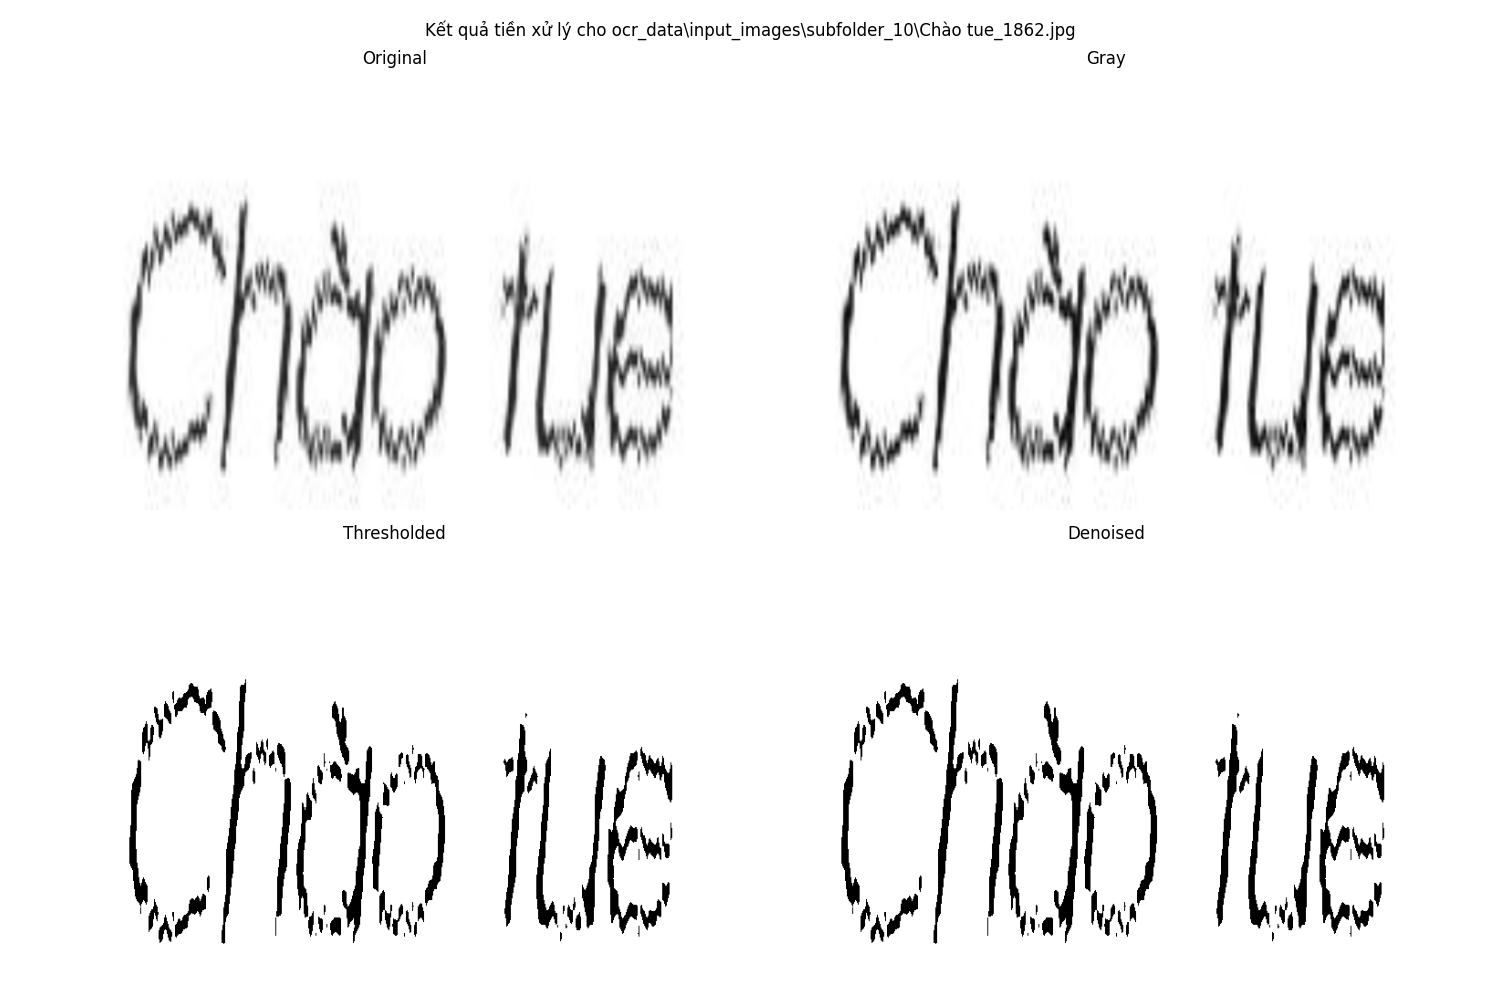 Kết quả tiền xử lý cho ocr_data\input_images\subfolder_10\Chào tue_1862.jpg
Original
Gray
Chào tue
Chào tue
Thresholded
Denoised
Chào tue
Chào tue